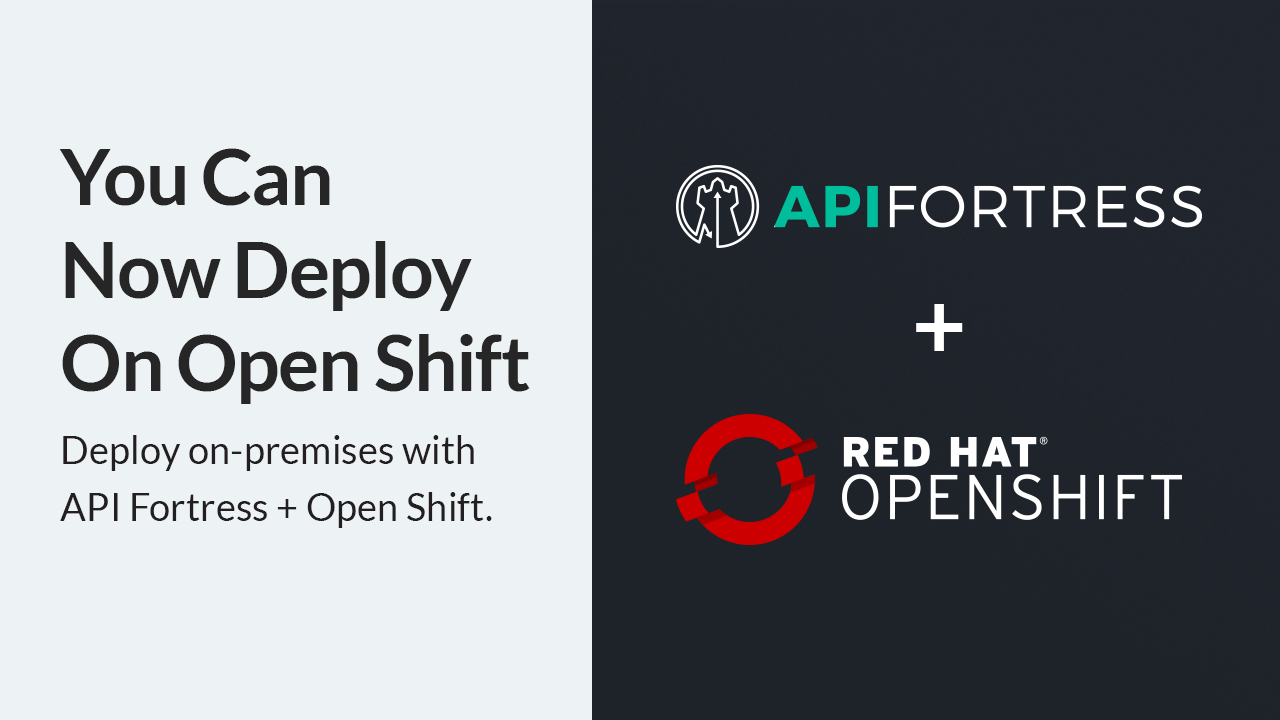 You Can
Now Deploy
On Open Shift
Deploy on-premises with
API Fortress + Open Shift.
APIFORTRESS
+
RED HAT®
OPENSHIFT